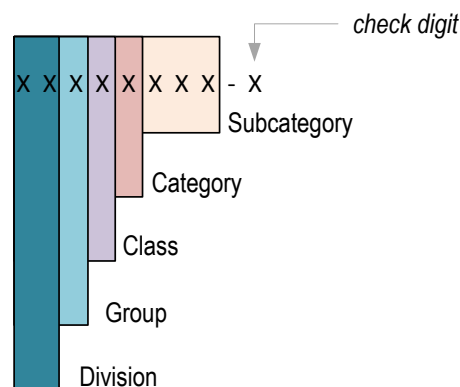 check digit
X X X X X X X X - X
Subcategory
Category
Class
Group
Division